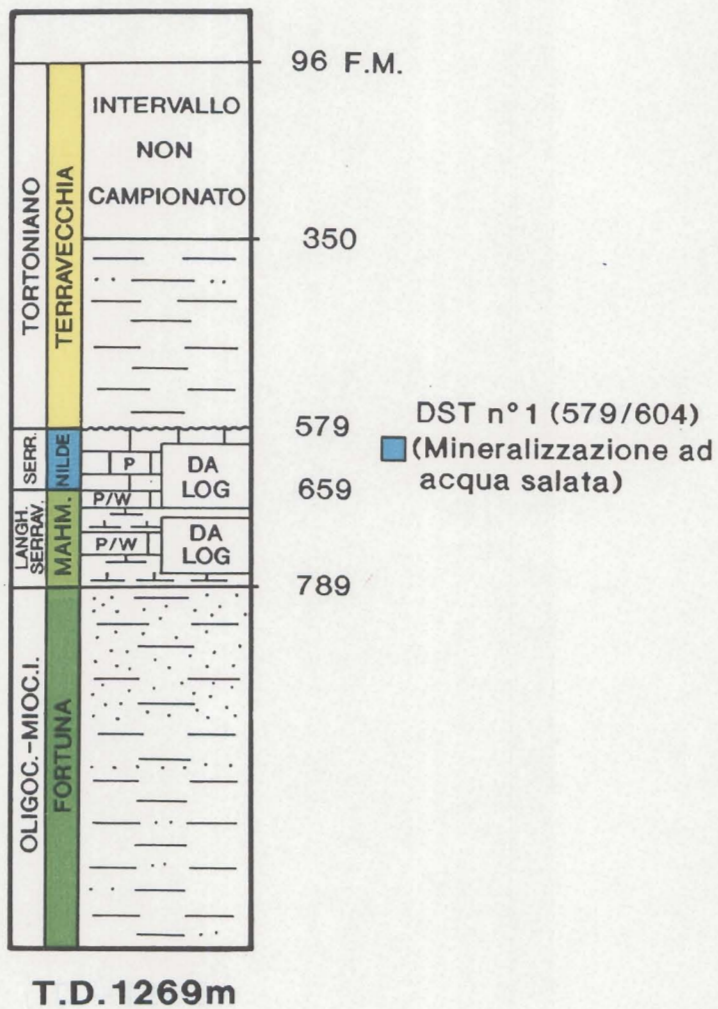 96 F.M.
INTERVALLO
NON
CAMPIONATO
350
TORTONIANO
TERRAVECCHIA
579
DST n°1 (579/604)
(Mineralizzazione ad
acqua salata)
SERR.
NILDE
P
DA
LOG
659
LANGH.
SERRAV.
MAHM.
P/W
P/W
DA
LOG
789
OLIGOC.-MIOC.I.
FORTUNA
T.D.1269m